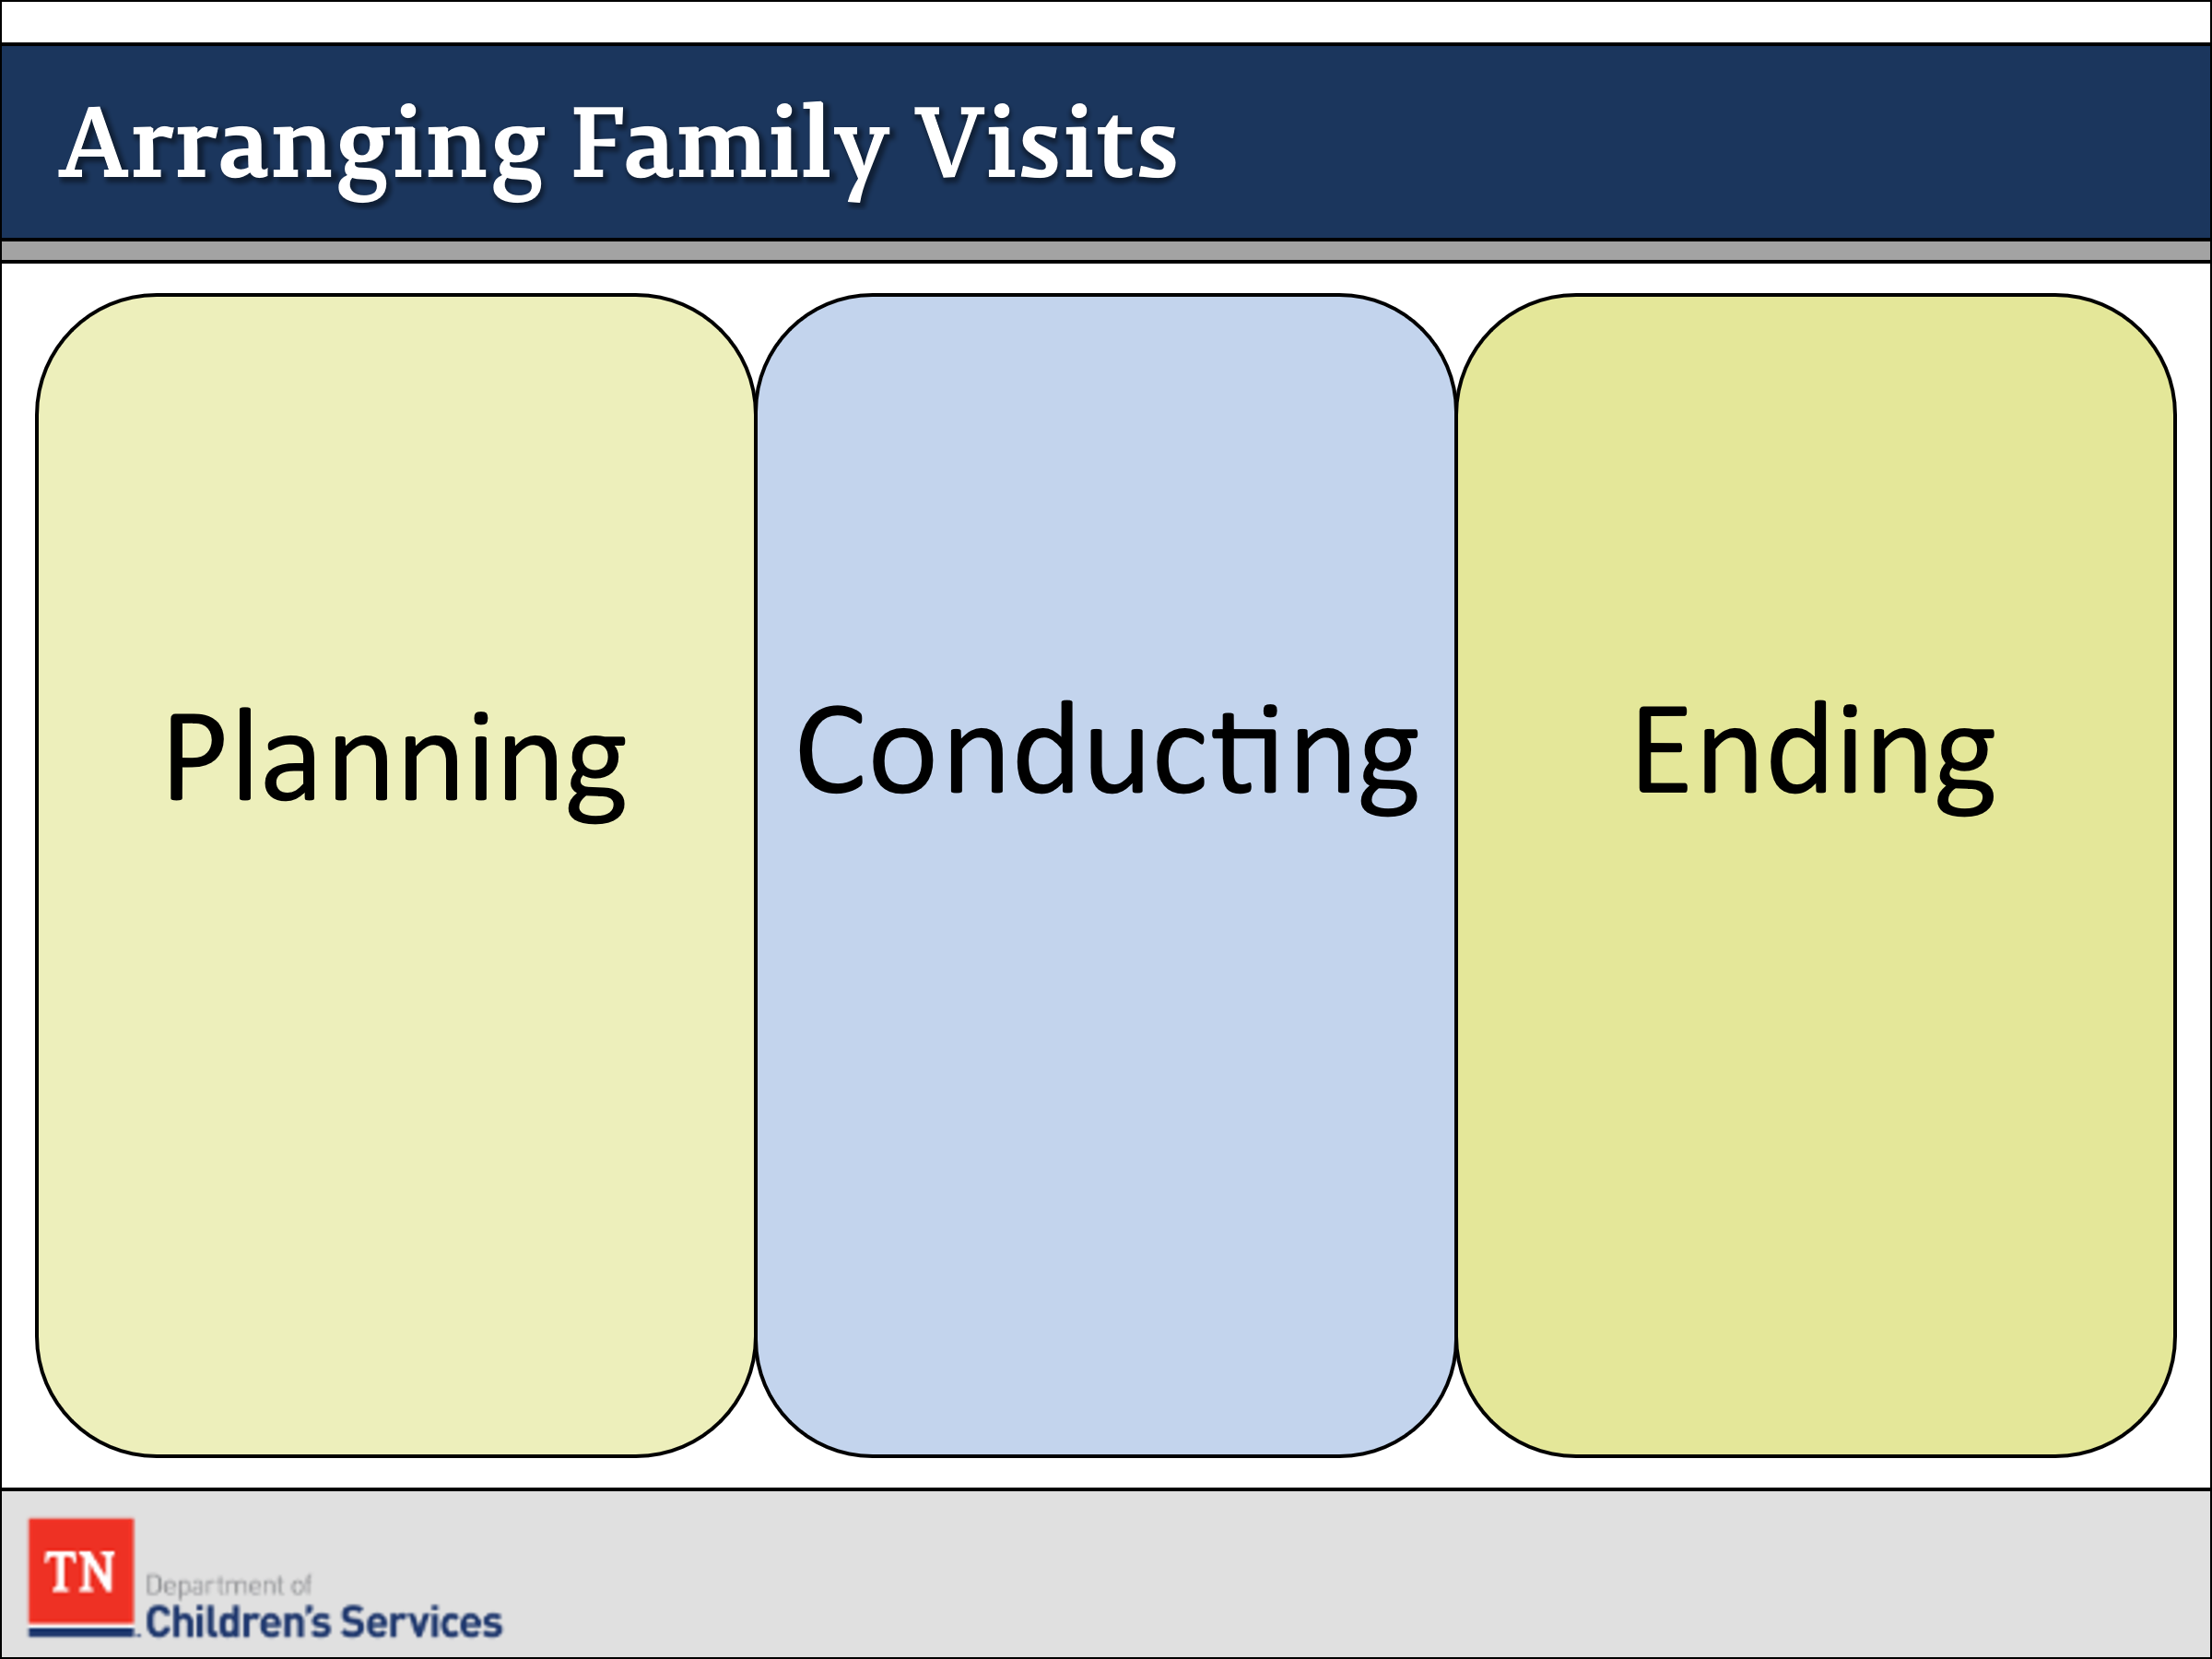 Arranging Family Visits
Planning
Conducting
Ending
TN
Department of
Children's Services